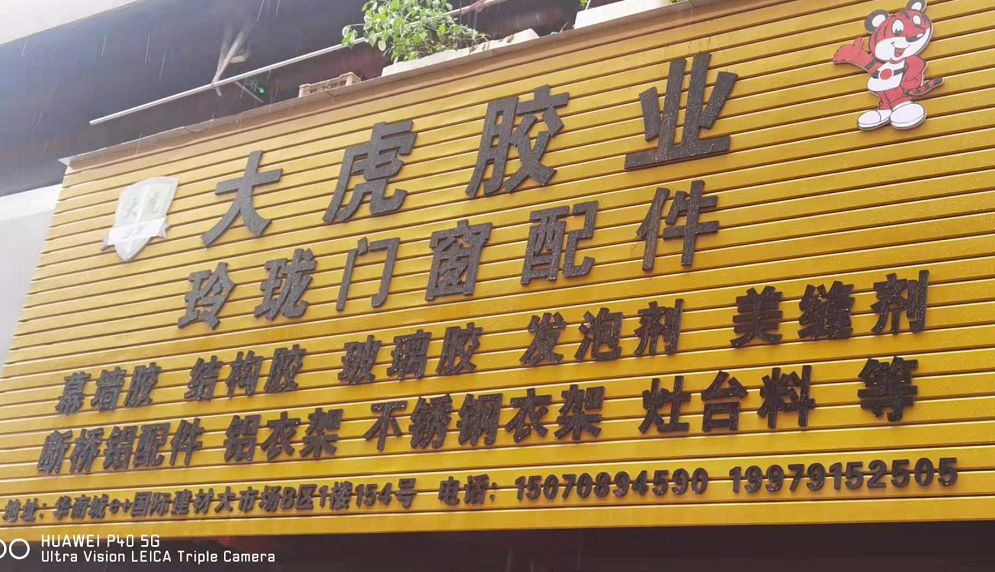 大虎胶业
玲珑门窗配件
幕墙胶 结构胶 玻璃胶 发泡剂 美缝剂
断桥铝配件 铝衣架 不锈钢衣架 灶台料 等
地址：华南城 国际建材大市场B区1楼154号 电话：15070894590 19979152505
HUAWEI P40 5G
Ultra Vision LEICA Triple Camera